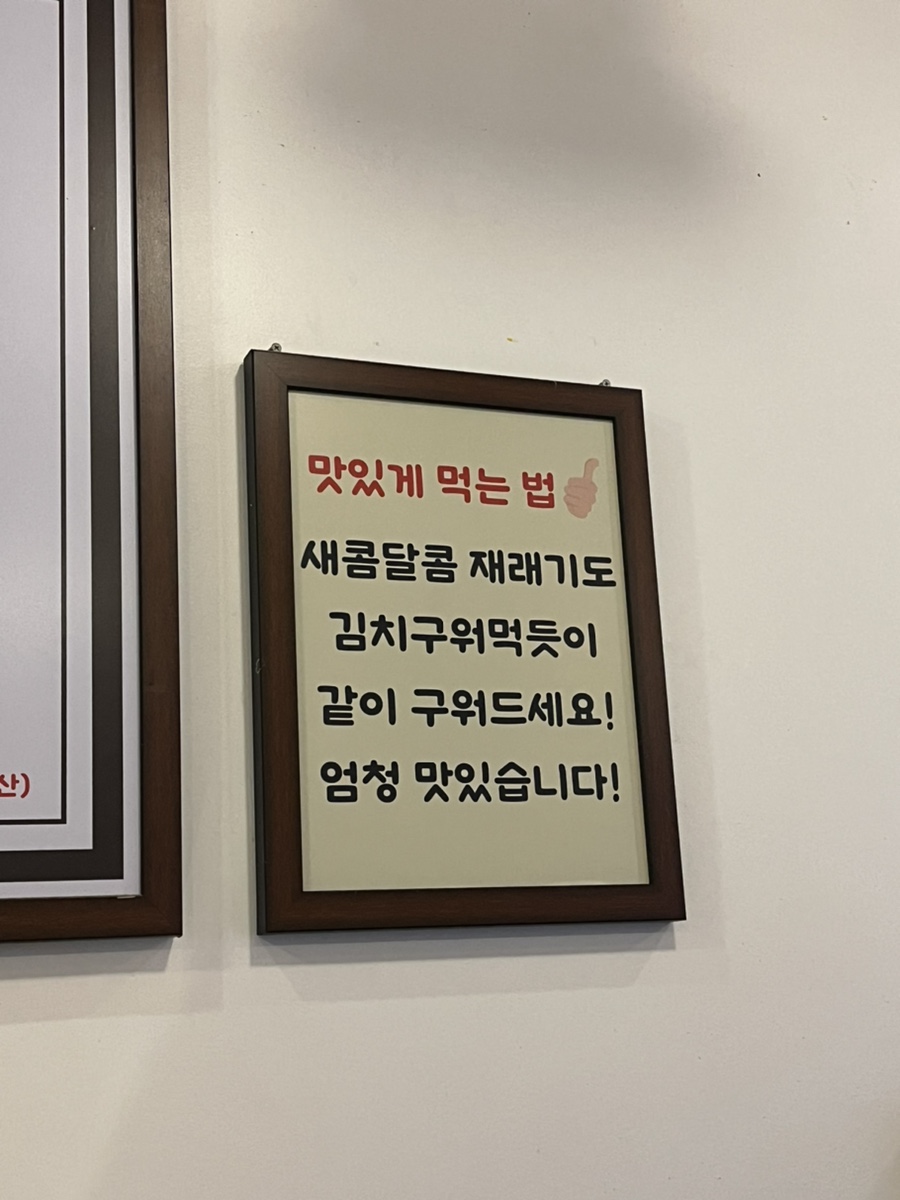 맛있게 먹는 법
새콤달콤 재래기도
김치구워먹듯이
같이 구워드세요!
엄청 맛있습니다!
산)